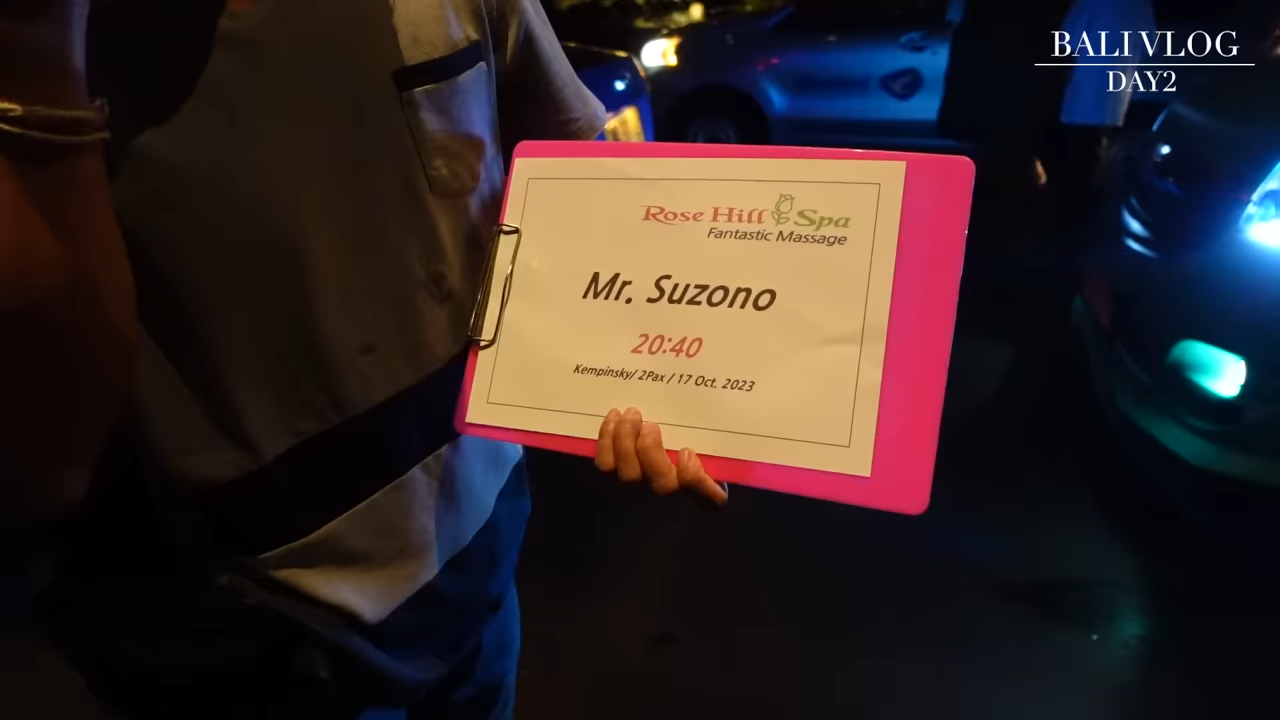 BALI VLOG
DAY2
Rose Hill Spa
Fantastic Massage
Mr. Suzono
20:40
Kempinsky/ 2Pax / 17 Oct. 2023